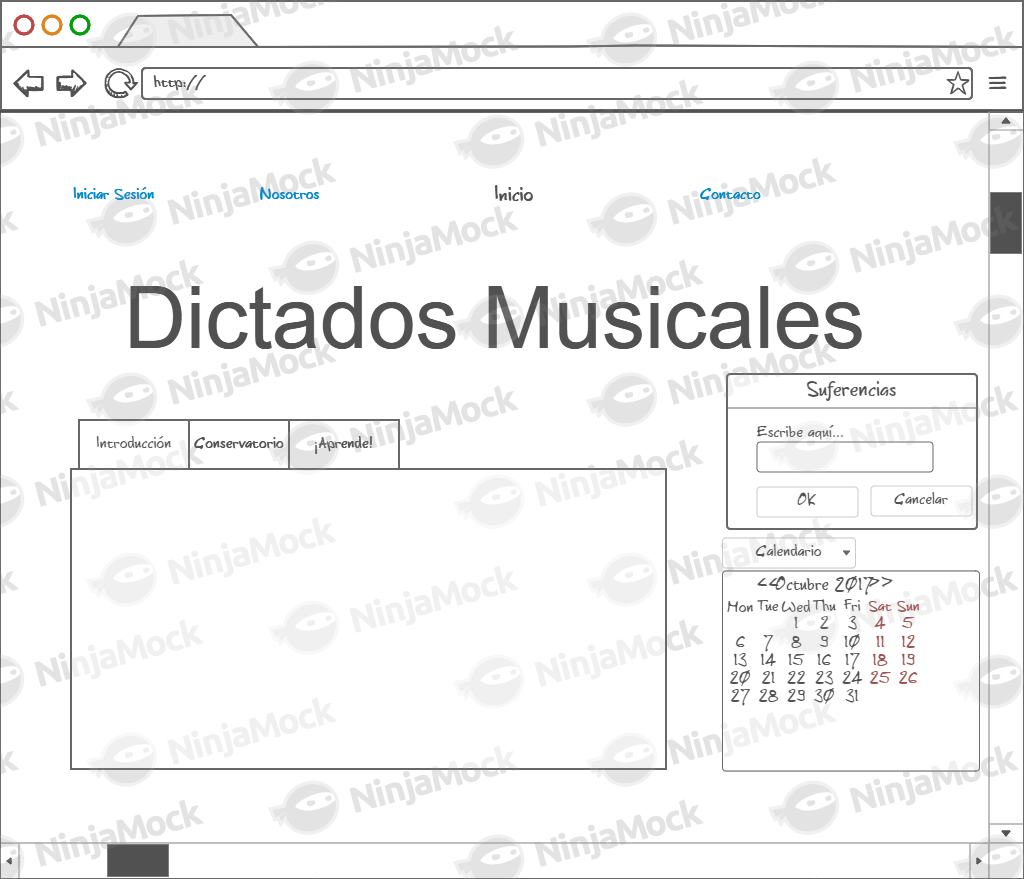 http://
Iniciar Sesión Nosotros Inicio Contacto
Dictados Musicales
Suferencias
Escribe aquí...
OK Cancelar
Introducción Conservatorio ¡Aprende!
Calendario
<<Octubre 2017>>
Mon Tue Wed Thu Fri Sat Sun
1 2 3 4 5
6 7 8 9 10 11 12
13 14 15 16 17 18 19
20 21 22 23 24 25 26
27 28 29 30 31
NinjaMock